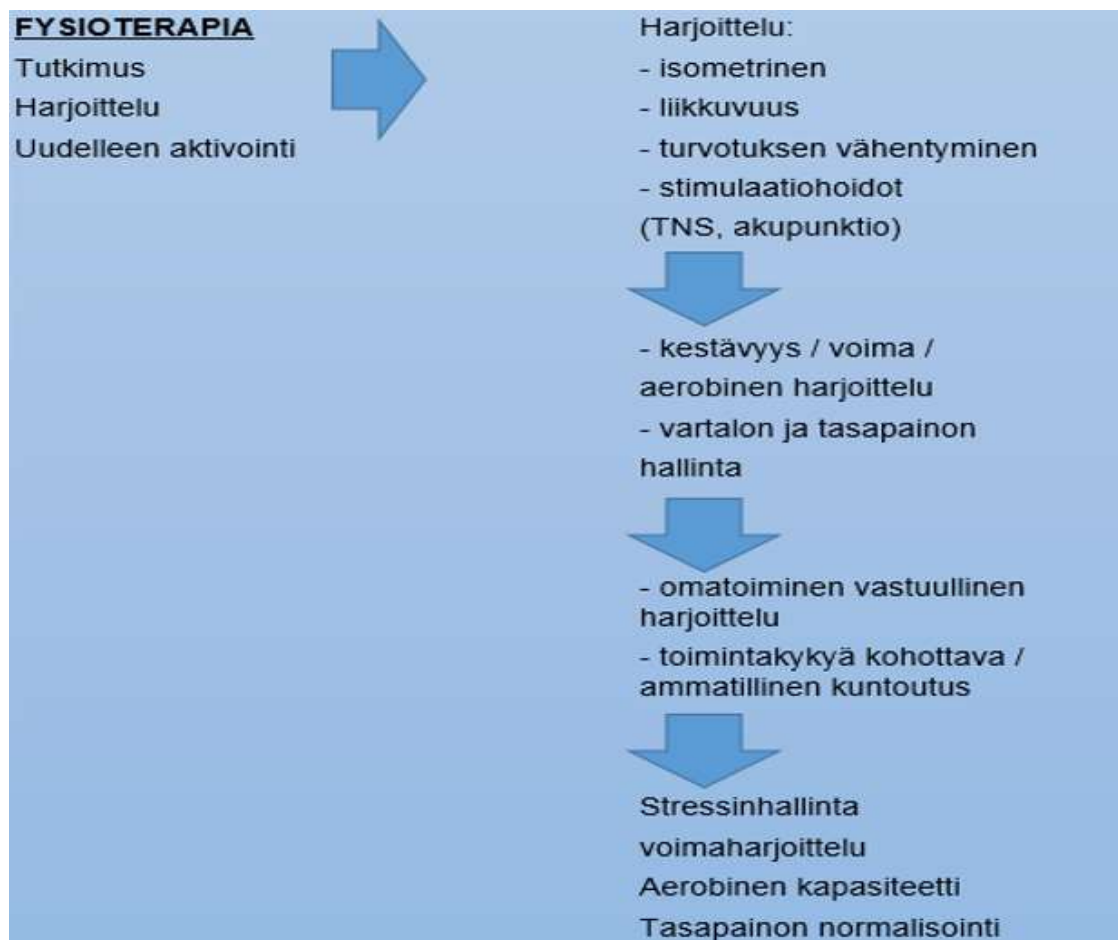 FYSIOTERAPIA
Tutkimus
Harjoittelu
Uudelleen aktivointi
Harjoittelu:
- isometrinen
- liikkuvuus
- turvotuksen vähentyminen
- stimulaatiohoidot
(TNS, akupunktio)
- kestävyys / voima /
aerobinen harjoittelu
- vartalon ja tasapainon
hallinta
- omatoiminen vastuullinen
harjoittelu
- toimintakykyä kohottava /
ammatillinen kuntoutus
Stressinhallinta
voimaharjoittelu
Aerobinen kapasiteetti
Tasapainon normalisointi